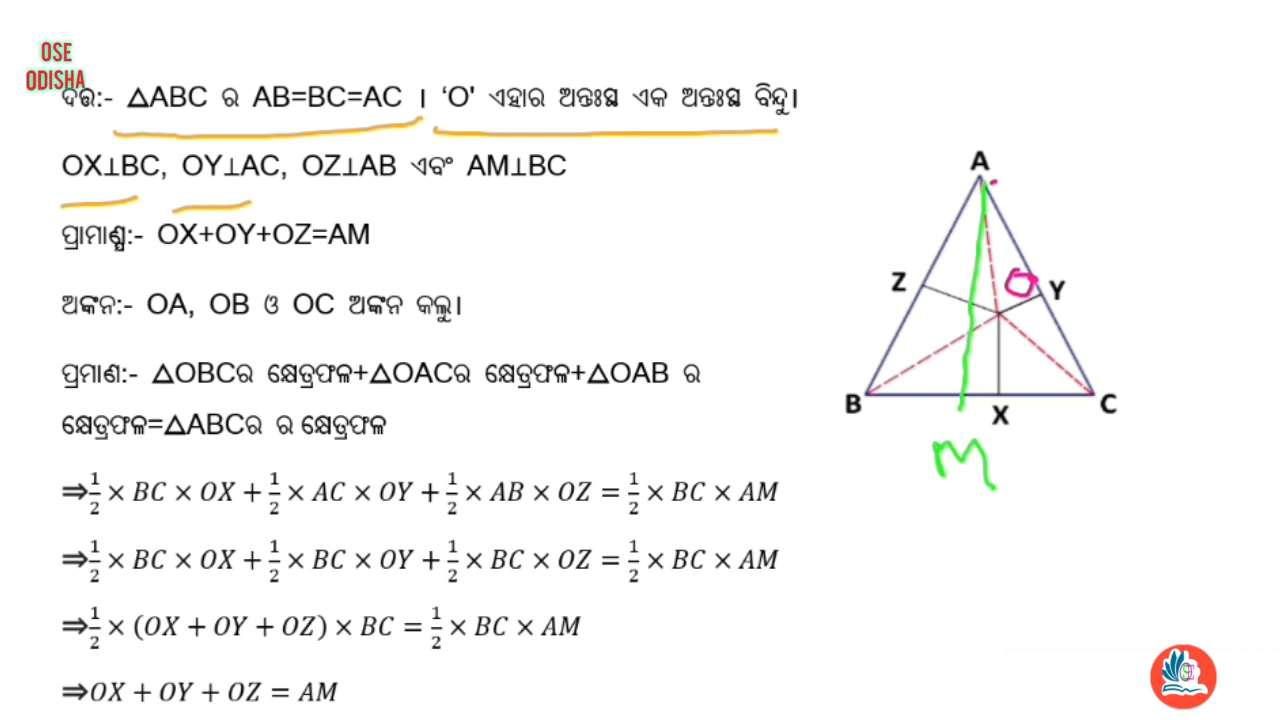 OSE
ODISHA
ଦତ୍ତ:- △ABC ର AB=BC=AC । ‘O' ଏହାର ଅନ୍ତଃସ୍ଥ ଏକ ଅନ୍ତଃସ୍ଥ ବିନ୍ଦୁ।
OX⊥BC, OY⊥AC, OZ⊥AB ଏବଂ AM⊥BC
ପ୍ରାମାଣ୍ଯ:- OX+OY+OZ=AM
ଅଙ୍କନ:- OA, OB ଓ OC ଅଙ୍କନ କଲୁ।
ପ୍ରମାଣ:- △OBCର କ୍ଷେତ୍ରଫଳ+△OACର କ୍ଷେତ୍ରଫଳ+△OAB ର
କ୍ଷେତ୍ରଫଳ=△ABCର ର କ୍ଷେତ୍ରଫଳ
⇒1/2 × BC × OX + 1/2 × AC × OY + 1/2 × AB × OZ = 1/2 × BC × AM
⇒1/2 × BC × OX + 1/2 × BC × OY + 1/2 × BC × OZ = 1/2 × BC × AM
⇒1/2 × (OX + OY + OZ) × BC = 1/2 × BC × AM
⇒OX + OY + OZ = AM
A
Z
O
Y
B
X
C
M